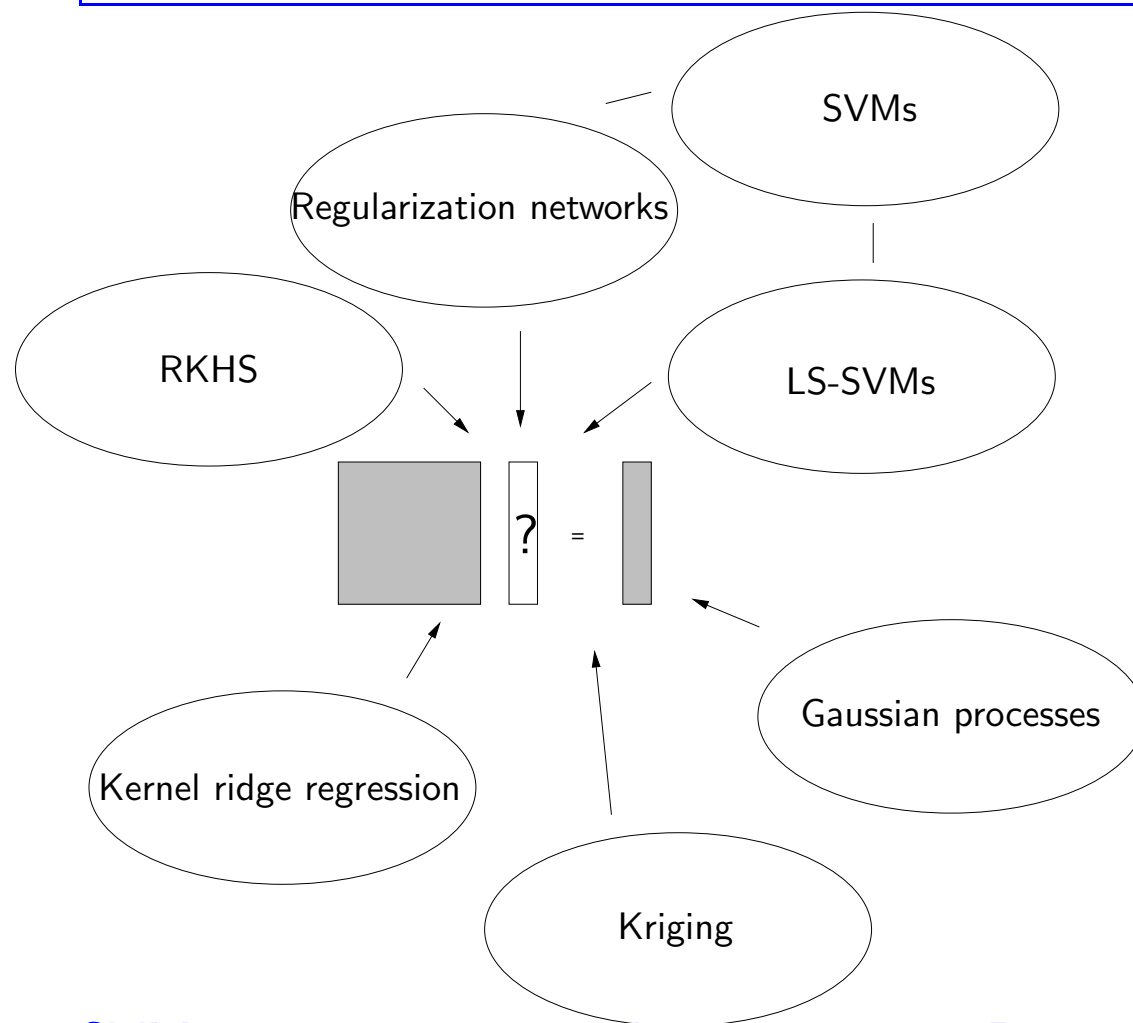 SVMs
Regularization networks
RKHS
LS-SVMs
? =
Gaussian processes
Kernel ridge regression
Kriging